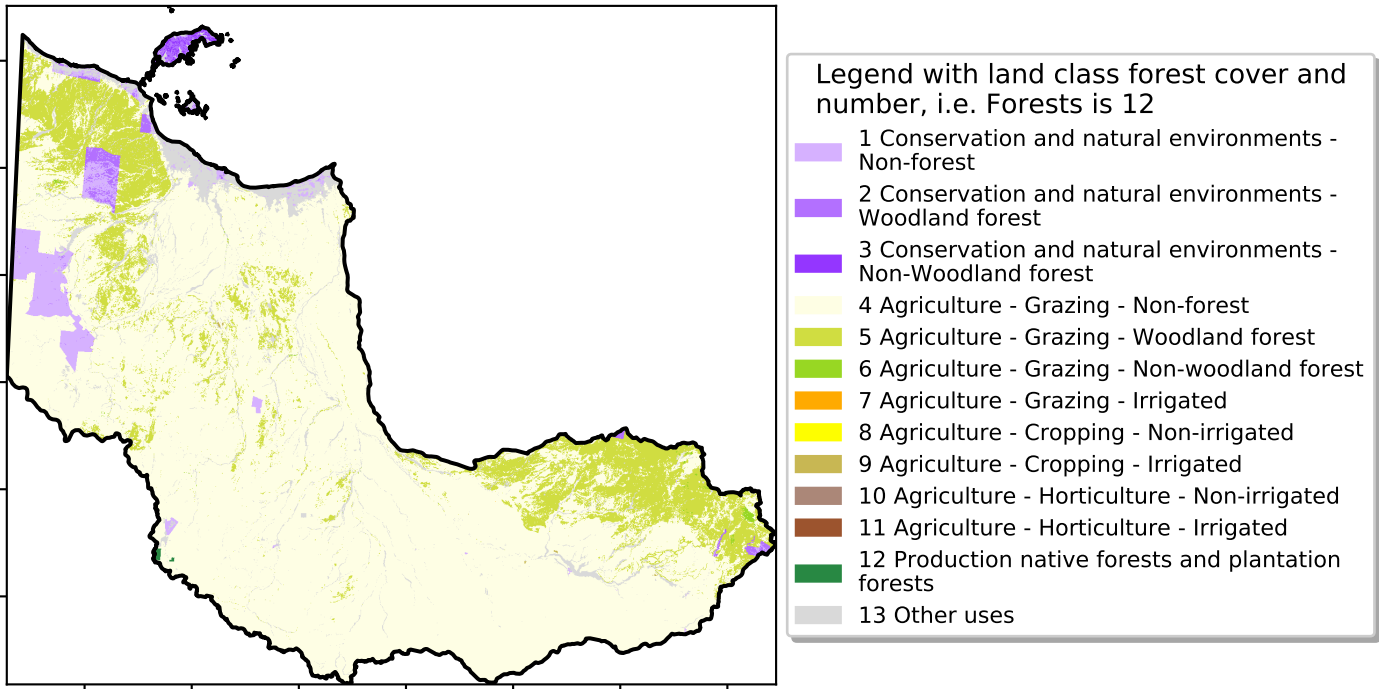 Legend with land class forest cover and
number, i.e. Forests is 12
1 Conservation and natural environments -
Non-forest
2 Conservation and natural environments -
Woodland forest
3 Conservation and natural environments -
Non-Woodland forest
4 Agriculture - Grazing - Non-forest
5 Agriculture - Grazing - Woodland forest
6 Agriculture - Grazing - Non-woodland forest
7 Agriculture - Grazing - Irrigated
8 Agriculture - Cropping - Non-irrigated
9 Agriculture - Cropping - Irrigated
10 Agriculture - Horticulture - Non-irrigated
11 Agriculture - Horticulture - Irrigated
12 Production native forests and plantation
forests
13 Other uses